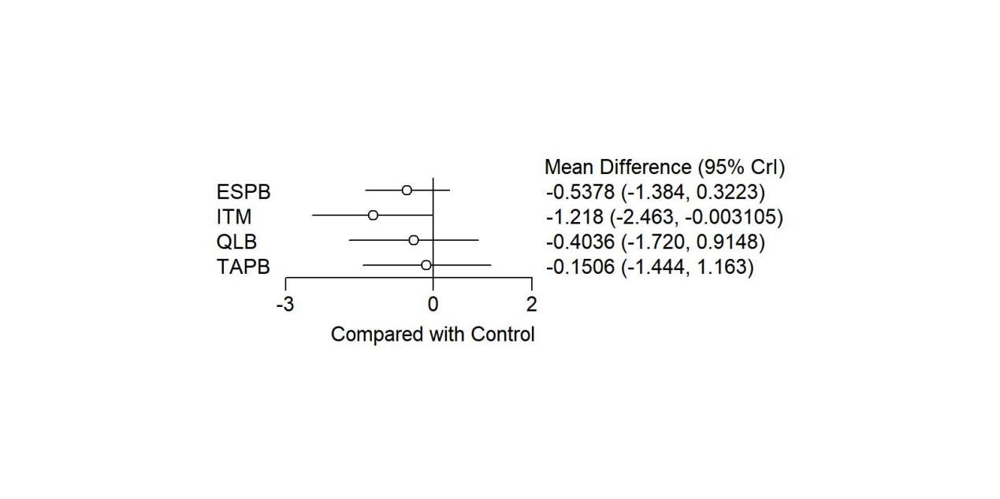 Mean Difference (95% CrI)
ESPB -0.5378 (-1.384, 0.3223)
ITM -1.218 (-2.463, -0.003105)
QLB -0.4036 (-1.720, 0.9148)
TAPB -0.1506 (-1.444, 1.163)
-3 0 2
Compared with Control